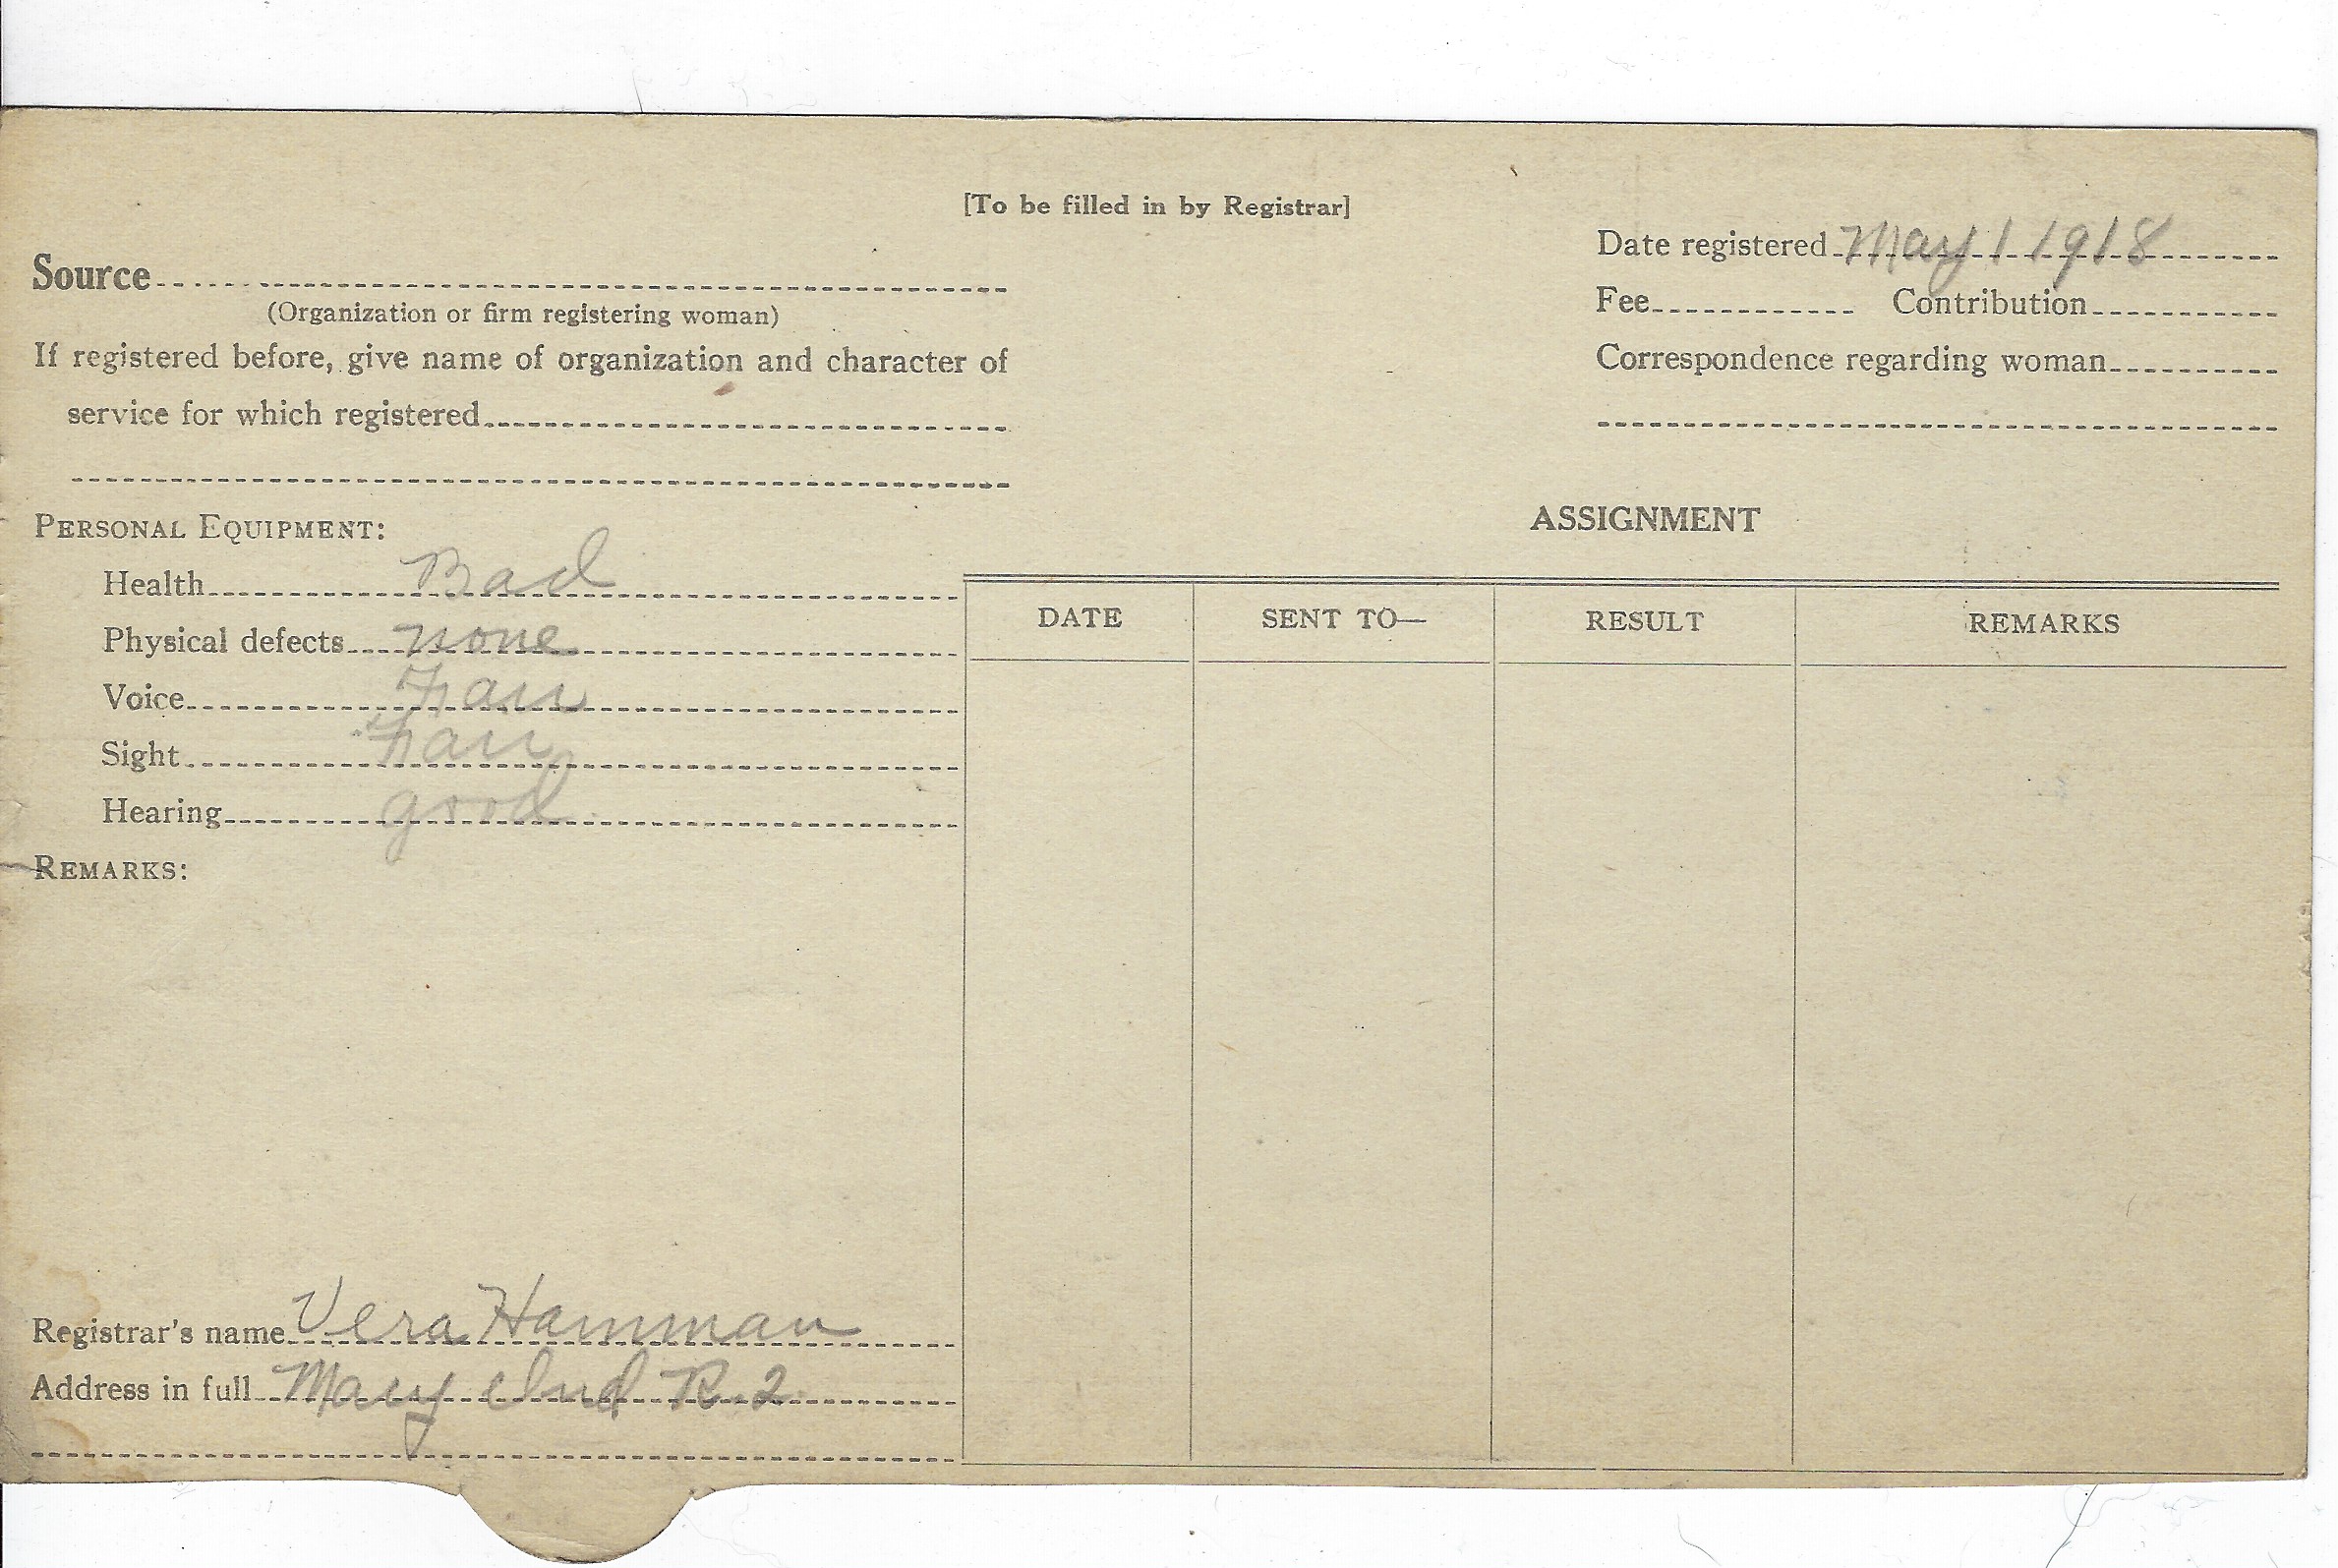 [To be filled in by Registrar]
Source
(Organization or firm registering woman)
If registered before, give name of organization and character of
service for which registered
Date registered May 1 1918
Fee Contribution
Correspondence regarding woman
PERSONAL EQUIPMENT:
Health Bad
Physical defects none
Voice Fair
Sight Fair
Hearing good
REMARKS:
ASSIGNMENT
DATE SENT TO— RESULT REMARKS
Registrar's name Vera Hamman
Address in full Macy Ind R.2